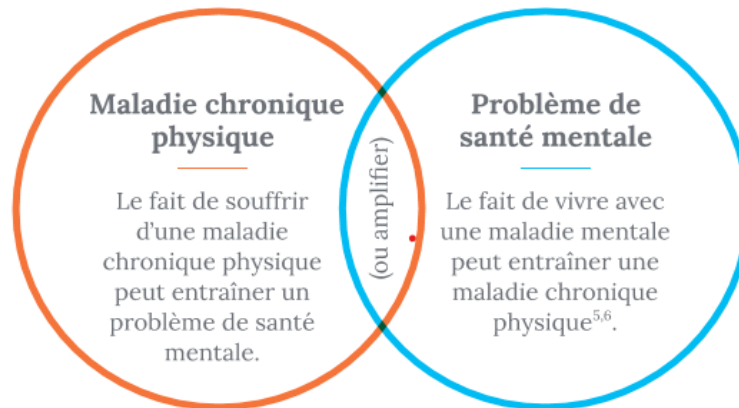 Maladie chronique
physique
Le fait de souffrir
d’une maladie
chronique physique
peut entraîner un
problème de santé
mentale.
(ou amplifier)
Problème de
santé mentale
Le fait de vivre avec
une maladie mentale
peut entraîner une
maladie chronique
physique5,6.